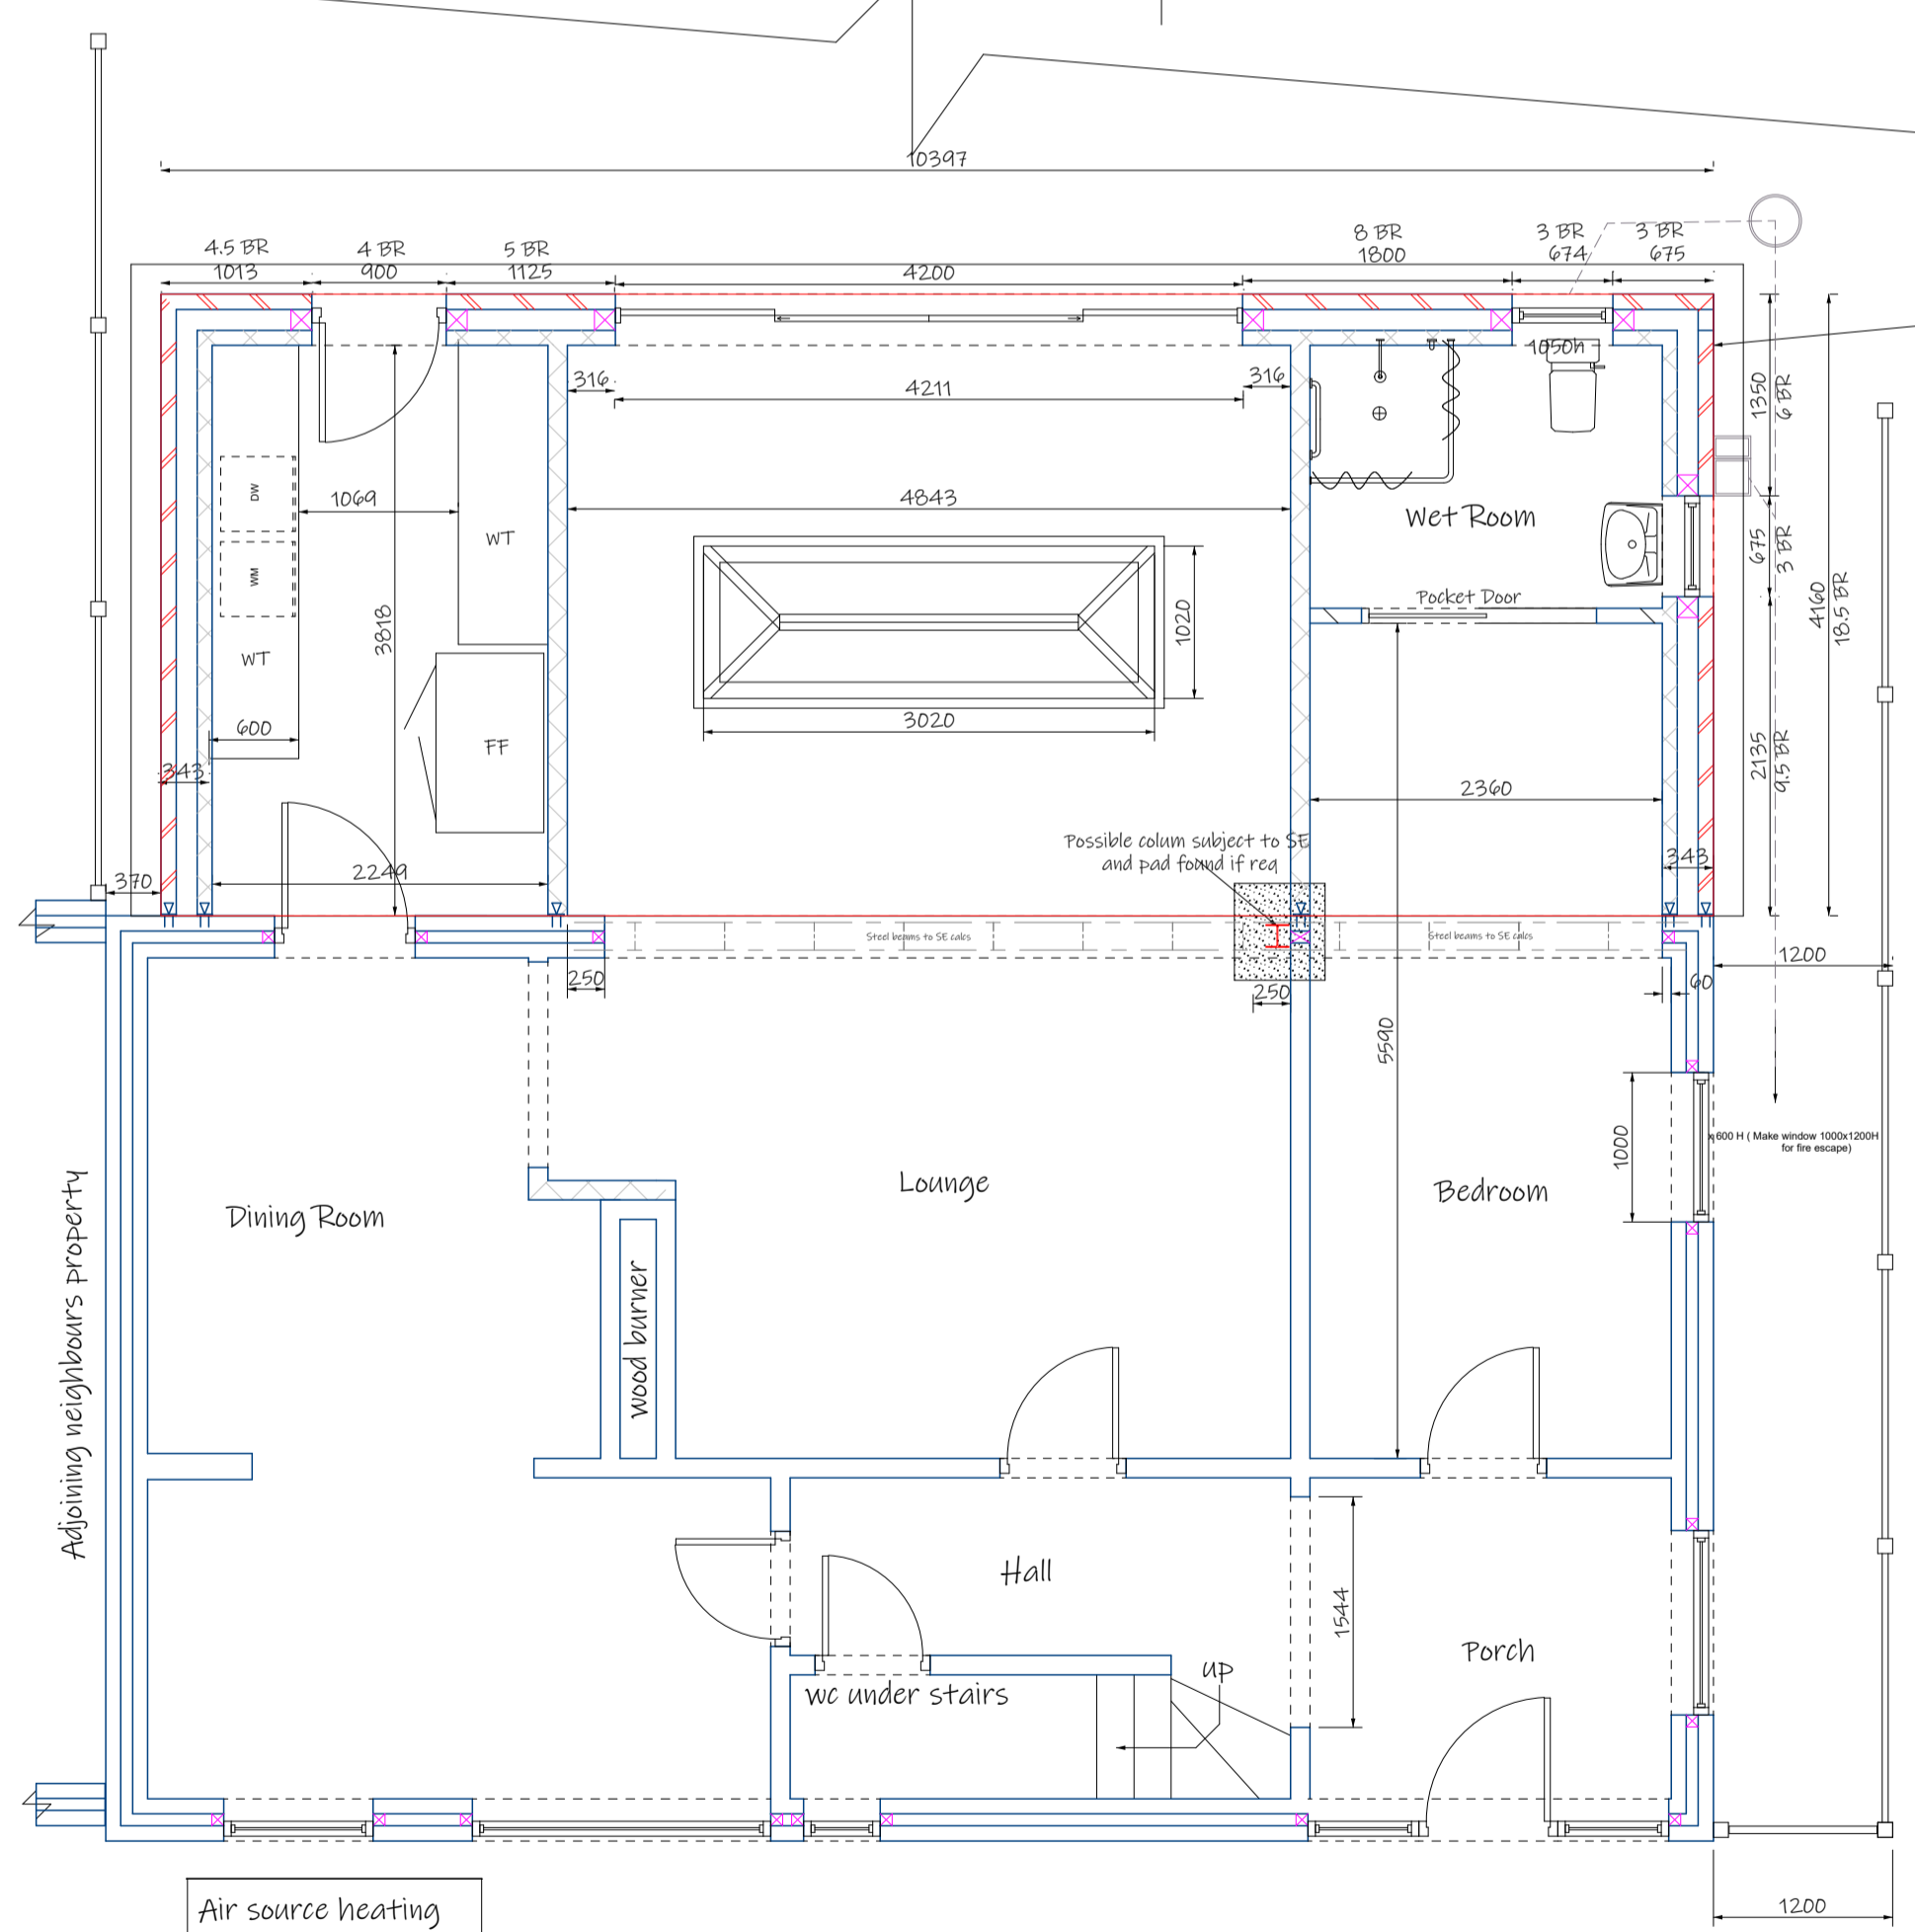 10397
4.5 BR
4 BR
5 BR
8 BR
3 BR
3 BR
1013
900
1125
4200
1800
674
675
1050h
316
4211
316
1350
6 BR
DW
1069
WT
4843
Wet Room
675
3 BR
WM
Pocket Door
4160
18.5 BR
3818
1020
WT
600
FF
3020
343
2135
9.5 BR
2360
Possible colum subject to SE
and pad found if req
343
370
2249
Steel beams to SE calcs
Steel beams to SE calcs
1200
250
250
60
5590
1000
x 600 H ( Make window 1000x1200H
for fire escape)
Adjoining neighbours property
Dining Room
Lounge
Bedroom
wood burner
Hall
1544
Porch
up
wc under stairs
Air source heating
1200